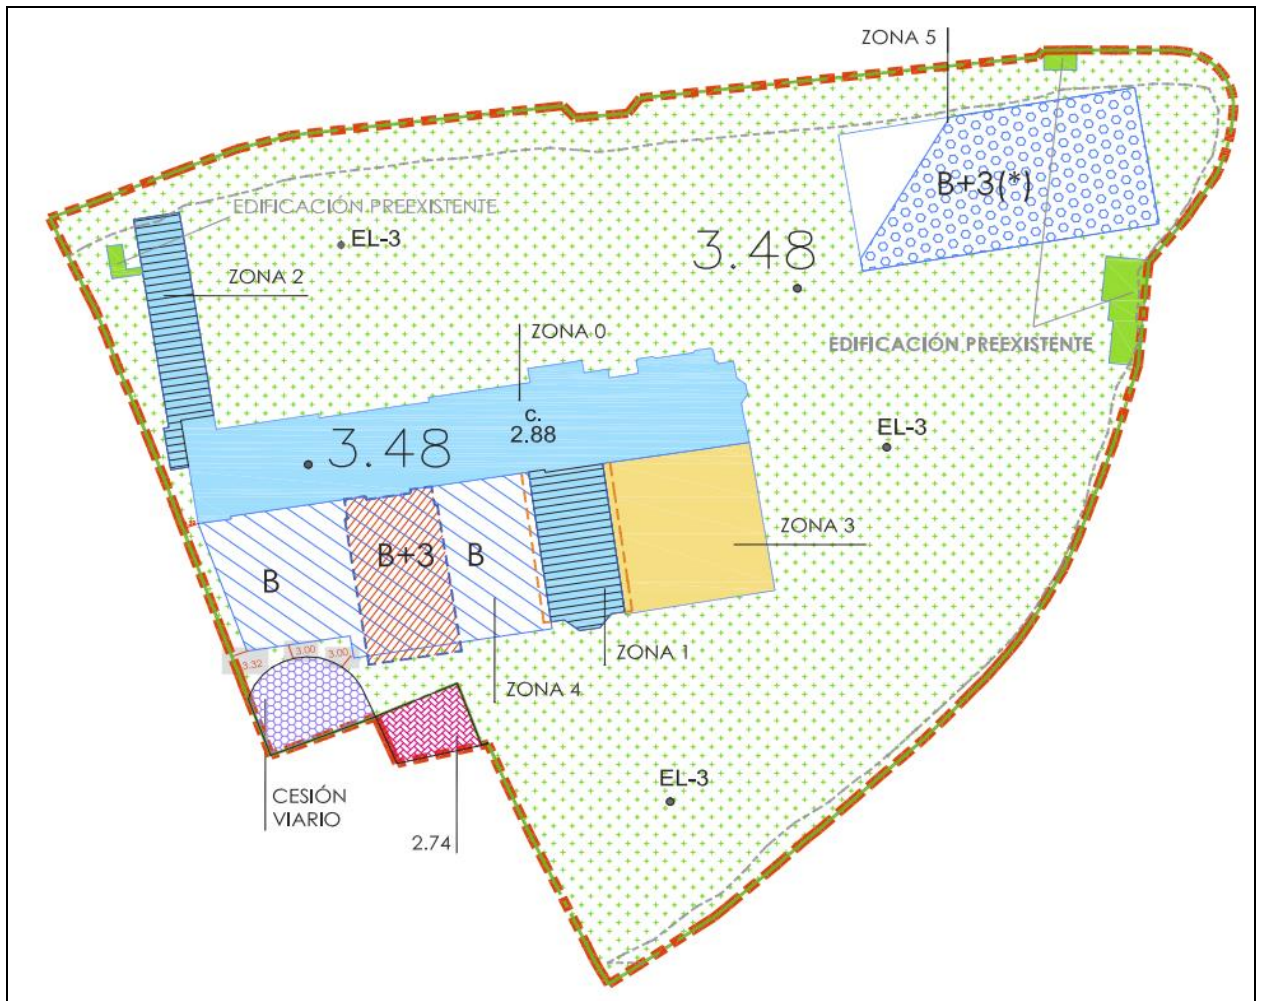 ZONA 5
B+3(*)
EDIFICACIÓN PREEXISTENTE
EL-3
3.48
ZONA 2
ZONA 0
EDIFICACIÓN PREEXISTENTE
c.
2.88
3.48
EL-3
ZONA 3
B+3
B
B
ZONA 1
3.32
3.00
3.00
ZONA 4
EL-3
CESIÓN
VIARIO
2.74